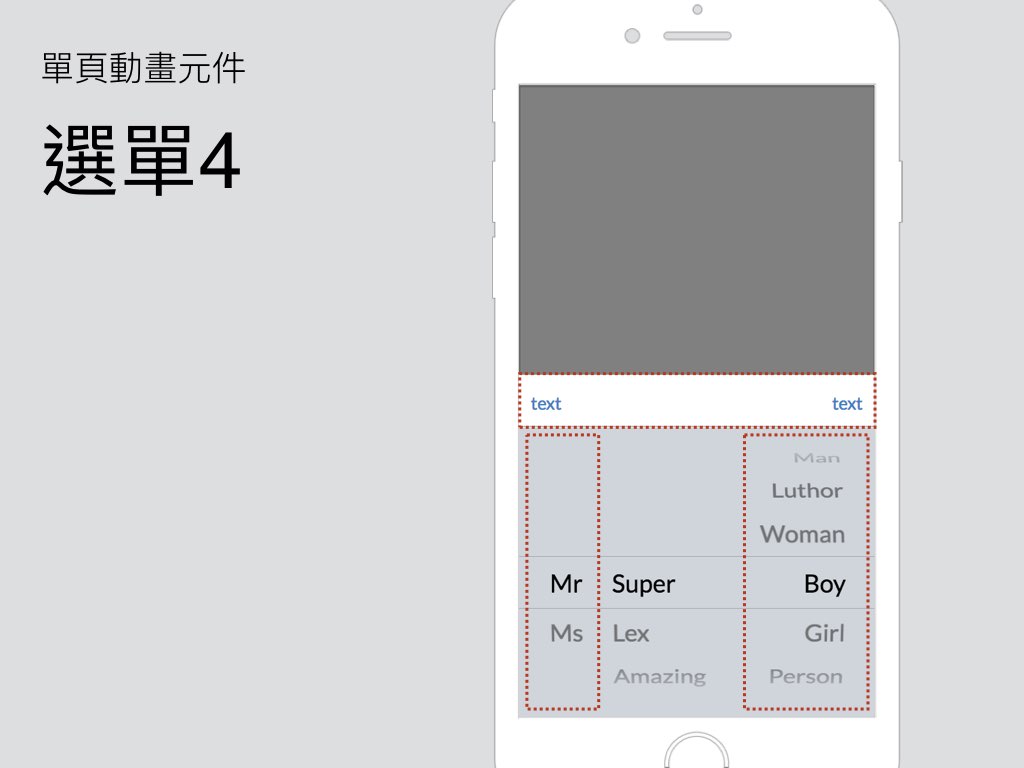 單頁動畫元件
選單4
text text
Man
Luthor
Woman
Mr Super Boy
Ms Lex Girl
Amazing Person